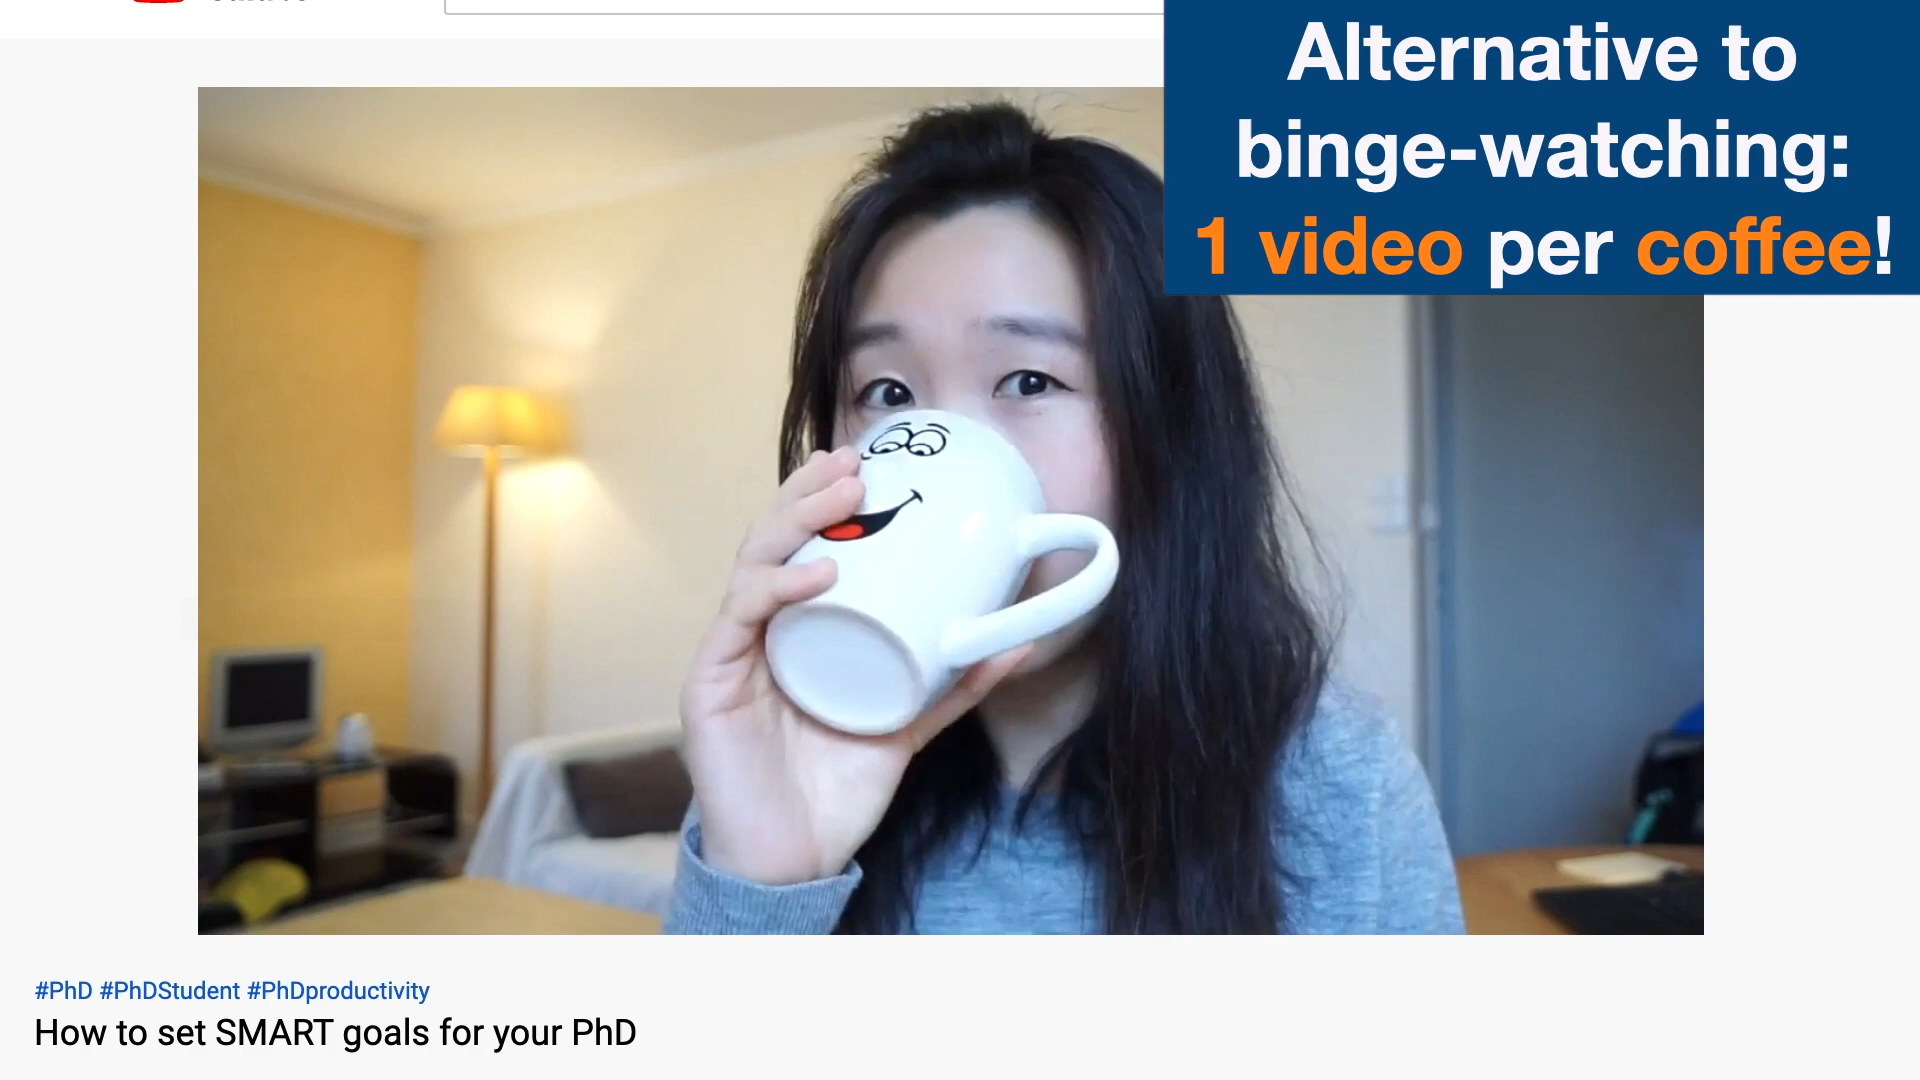 Alternative to
binge-watching:
1 video per coffee!
#PhD #PhDStudent #PhDproductivity
How to set SMART goals for your PhD